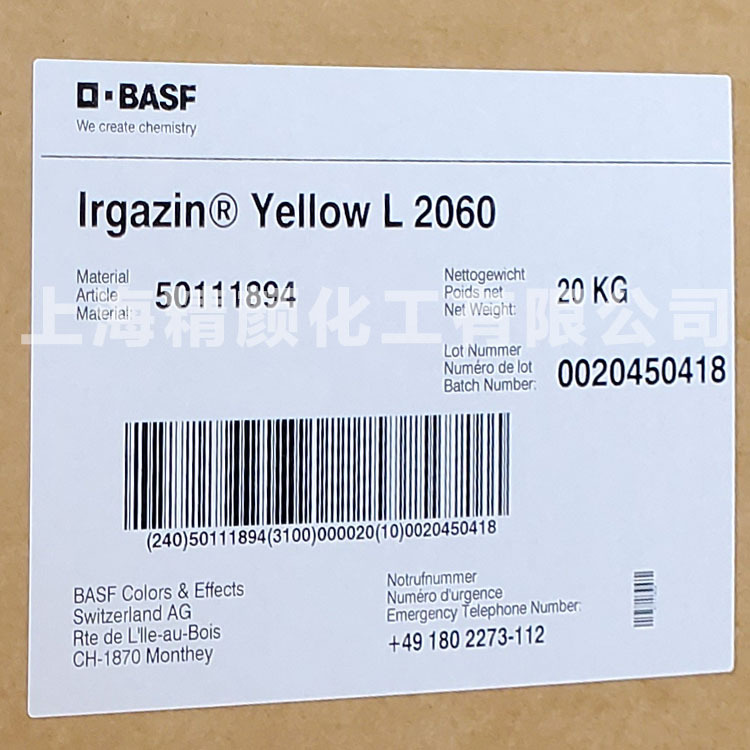 BASF
We create chemistry
Irgazin® Yellow L 2060
Material
Article
Material:
50111894
Nettogewicht
Poids net
Net Weight:
20 KG
上海精颜化工有限公司
Lot Nummer
Numéro de lot
Batch Number:
0020450418
(240)50111894(3100)000020(10)0020450418
BASF Colors & Effects
Switzerland AG
Rte de L'Ile-au-Bois
CH-1870 Monthey
Notrufnummer
Numéro d'urgence
Emergency Telephone Number:
+49 180 2273-112